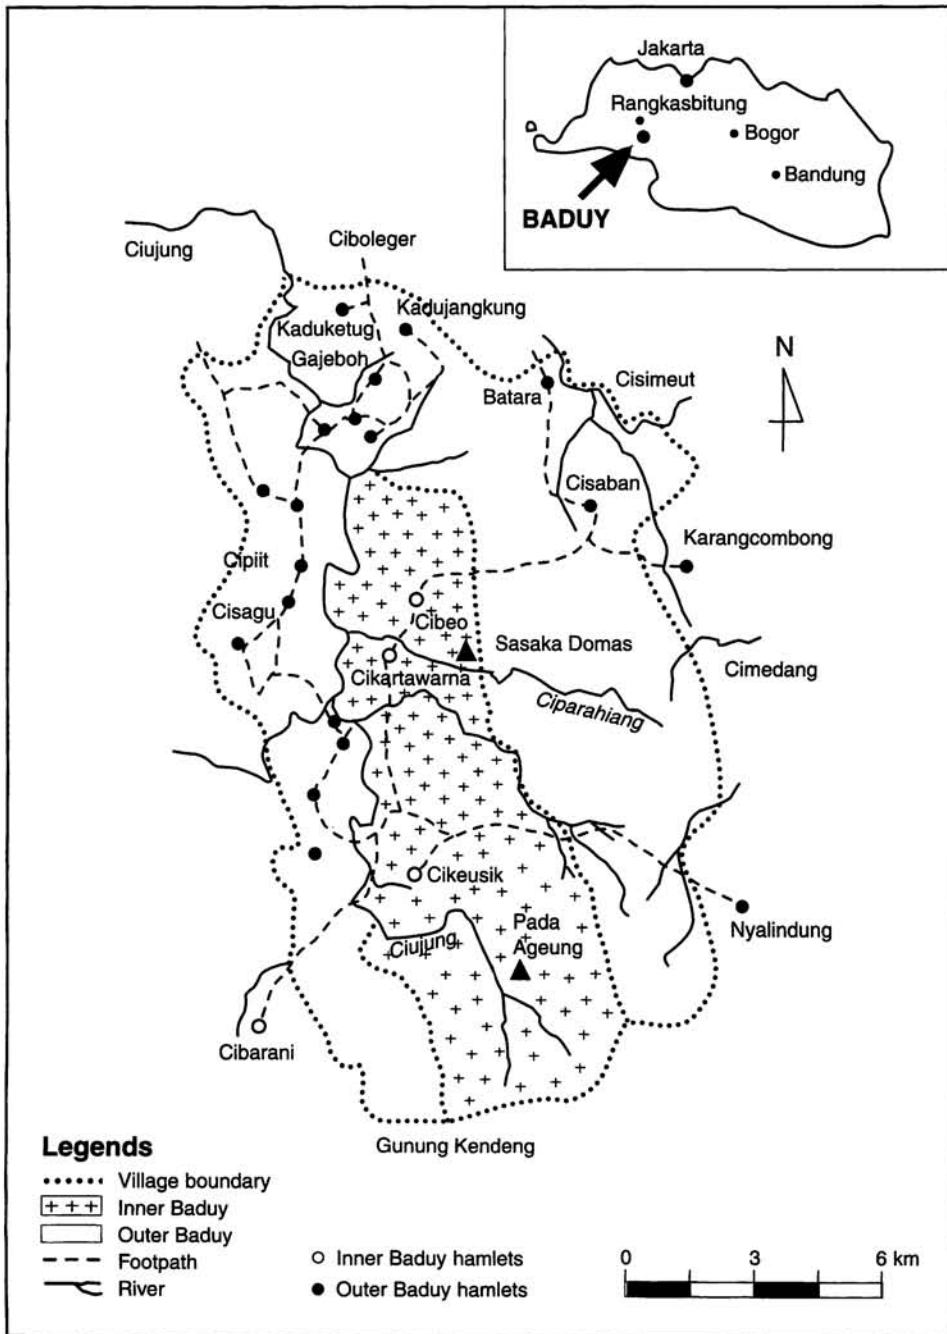 Jakarta
Rangkasbitung
Bogor
Bandung
BADUY
Ciujung
Ciboleger
Kadujangkung
Kaduketug
Gajeboh
N
Batara
Cisimeut
Cisaban
Karangcombong
Cipiit
Cisagu
Cibeo
Sasaka Domas
Cikartawarna
Cimedang
Ciparahiang
Cikeusik
Nyalindung
Pada
Ageung
Ciujung
Cibarani
Gunung Kendeng
Legends
Village boundary
+ + + Inner Baduy
Outer Baduy
Footpath
River
Inner Baduy hamlets
Outer Baduy hamlets
0 3 6 km